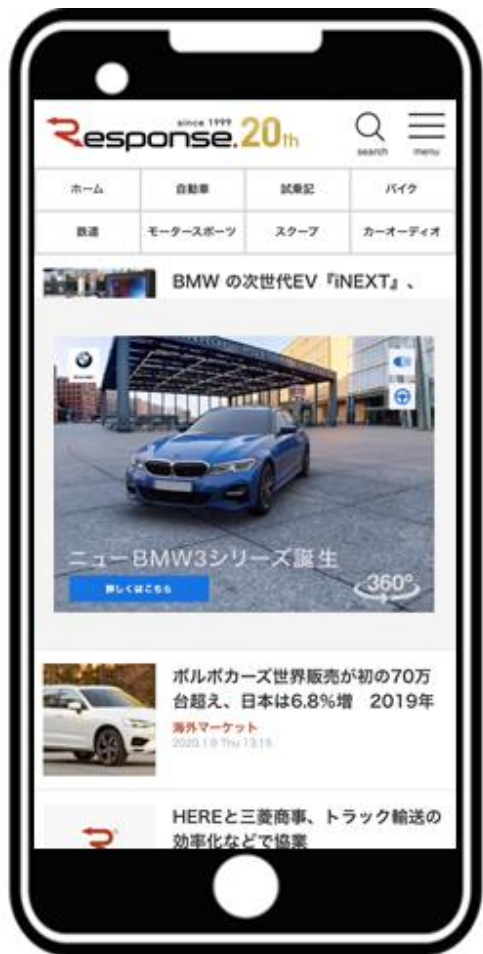 Response.
since 1999
20th
search
menu
ホーム
自動車
試乗記
バイク
鉄道
モータースポーツ
スクープ
カーオーディオ
BMW の次世代EV『iNEXT』、
ニューBMW3シリーズ誕生
詳しくはこちら
360°
ボルボカーズ世界販売が初の70万
台超え、日本は6.8%増 2019年
海外マーケット
2020.1.9 Thu 13:15
HEREと三菱商事、トラック輸送の
効率化などで協業